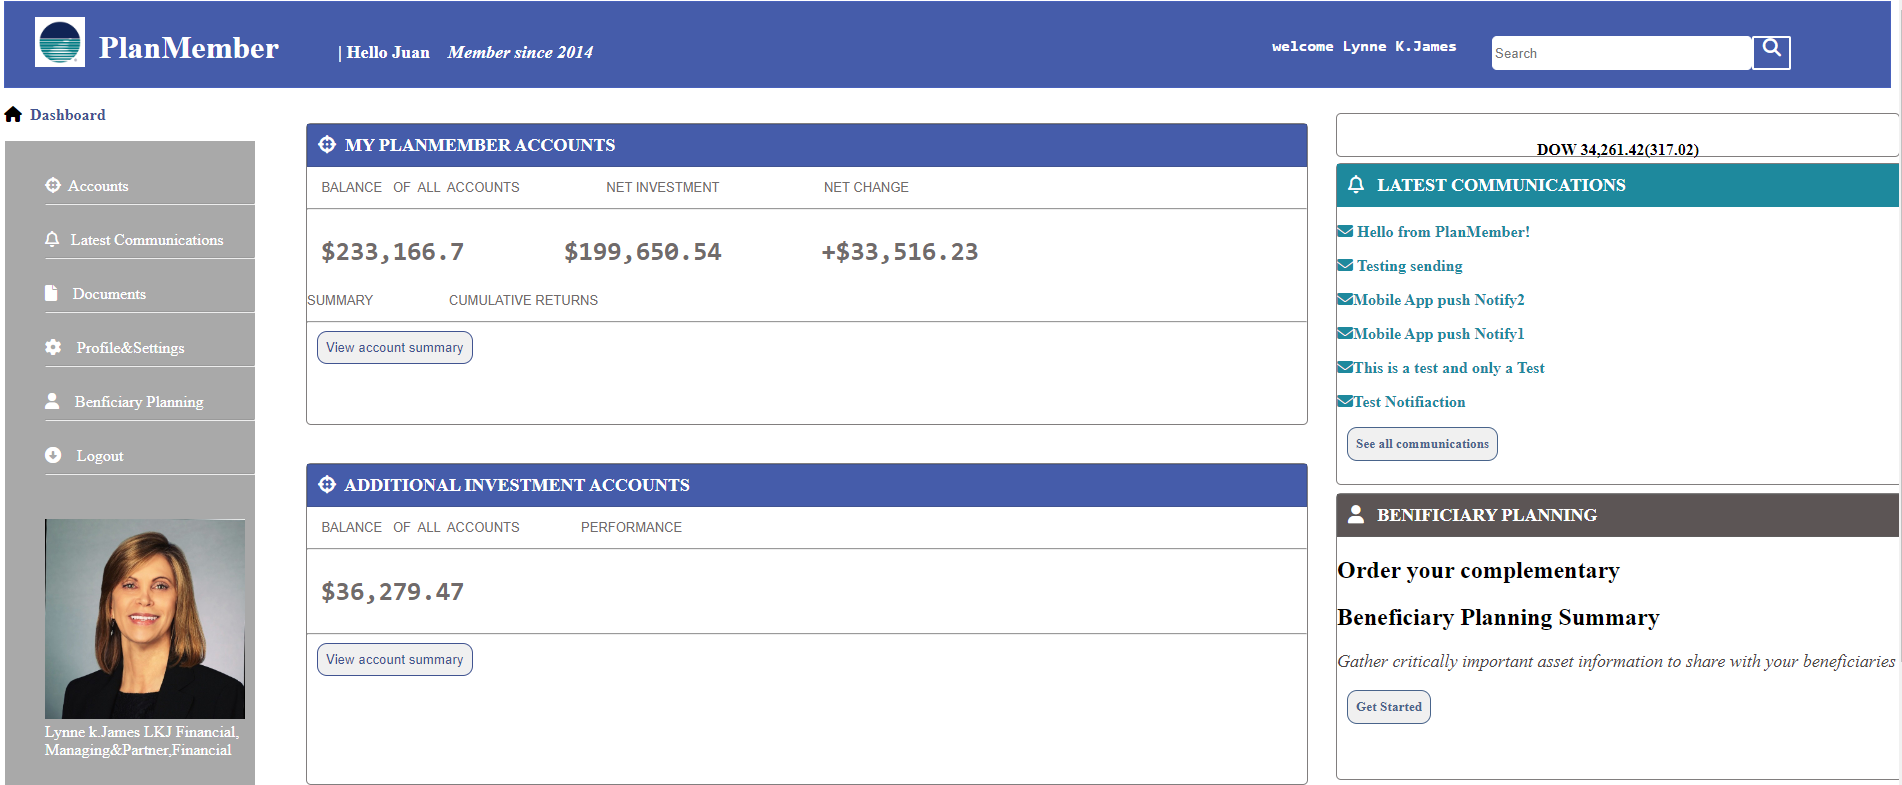 PlanMember | Hello Juan Member since 2014 welcome Lynne K.James Search
Dashboard
Accounts
Latest Communications
Documents
Profile&Settings
Benficiary Planning
Logout
Lynne k.James LKJ Financial,
Managing&Partner,Financial
MY PLANMEMBER ACCOUNTS
BALANCE OF ALL ACCOUNTS NET INVESTMENT NET CHANGE
$233,166.7 $199,650.54 +$33,516.23
SUMMARY CUMULATIVE RETURNS
View account summary
ADDITIONAL INVESTMENT ACCOUNTS
BALANCE OF ALL ACCOUNTS PERFORMANCE
$36,279.47
View account summary
DOW 34,261.42(317.02)
LATEST COMMUNICATIONS
Hello from PlanMember!
Testing sending
Mobile App push Notify2
Mobile App push Notify1
This is a test and only a Test
Test Notifiaction
See all communications
BENIFICIARY PLANNING
Order your complementary
Beneficiary Planning Summary
Gather critically important asset information to share with your beneficiaries
Get Started